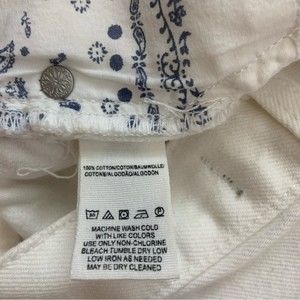 100% COTTON/COTON/BAUMWOLLE/
COTONE/ALGODÃO/ALGODÓN
MACHINE WASH COLD
WITH LIKE COLORS
USE ONLY NON-CHLORINE
BLEACH TUMBLE DRY LOW
LOW IRON AS NEEDED
MAY BE DRY CLEANED